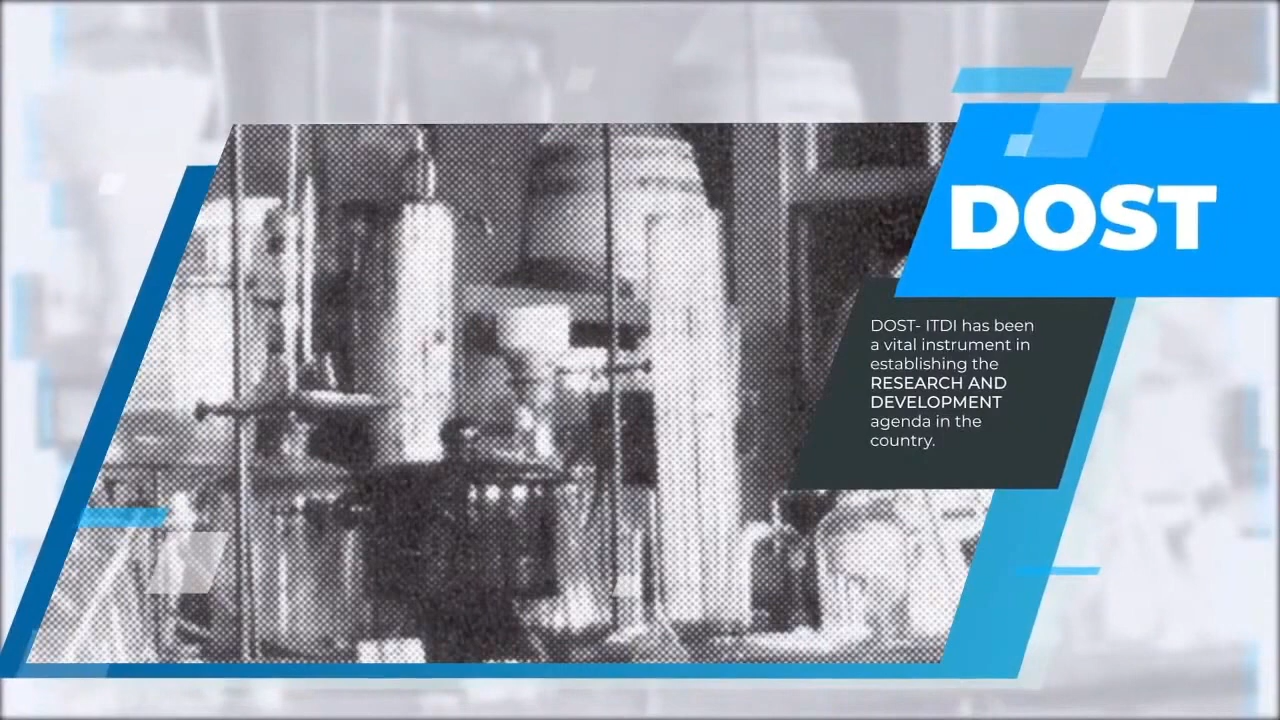 DOST
DOST- ITDI has been
a vital instrument in
establishing the
RESEARCH AND
DEVELOPMENT
agenda in the
country.